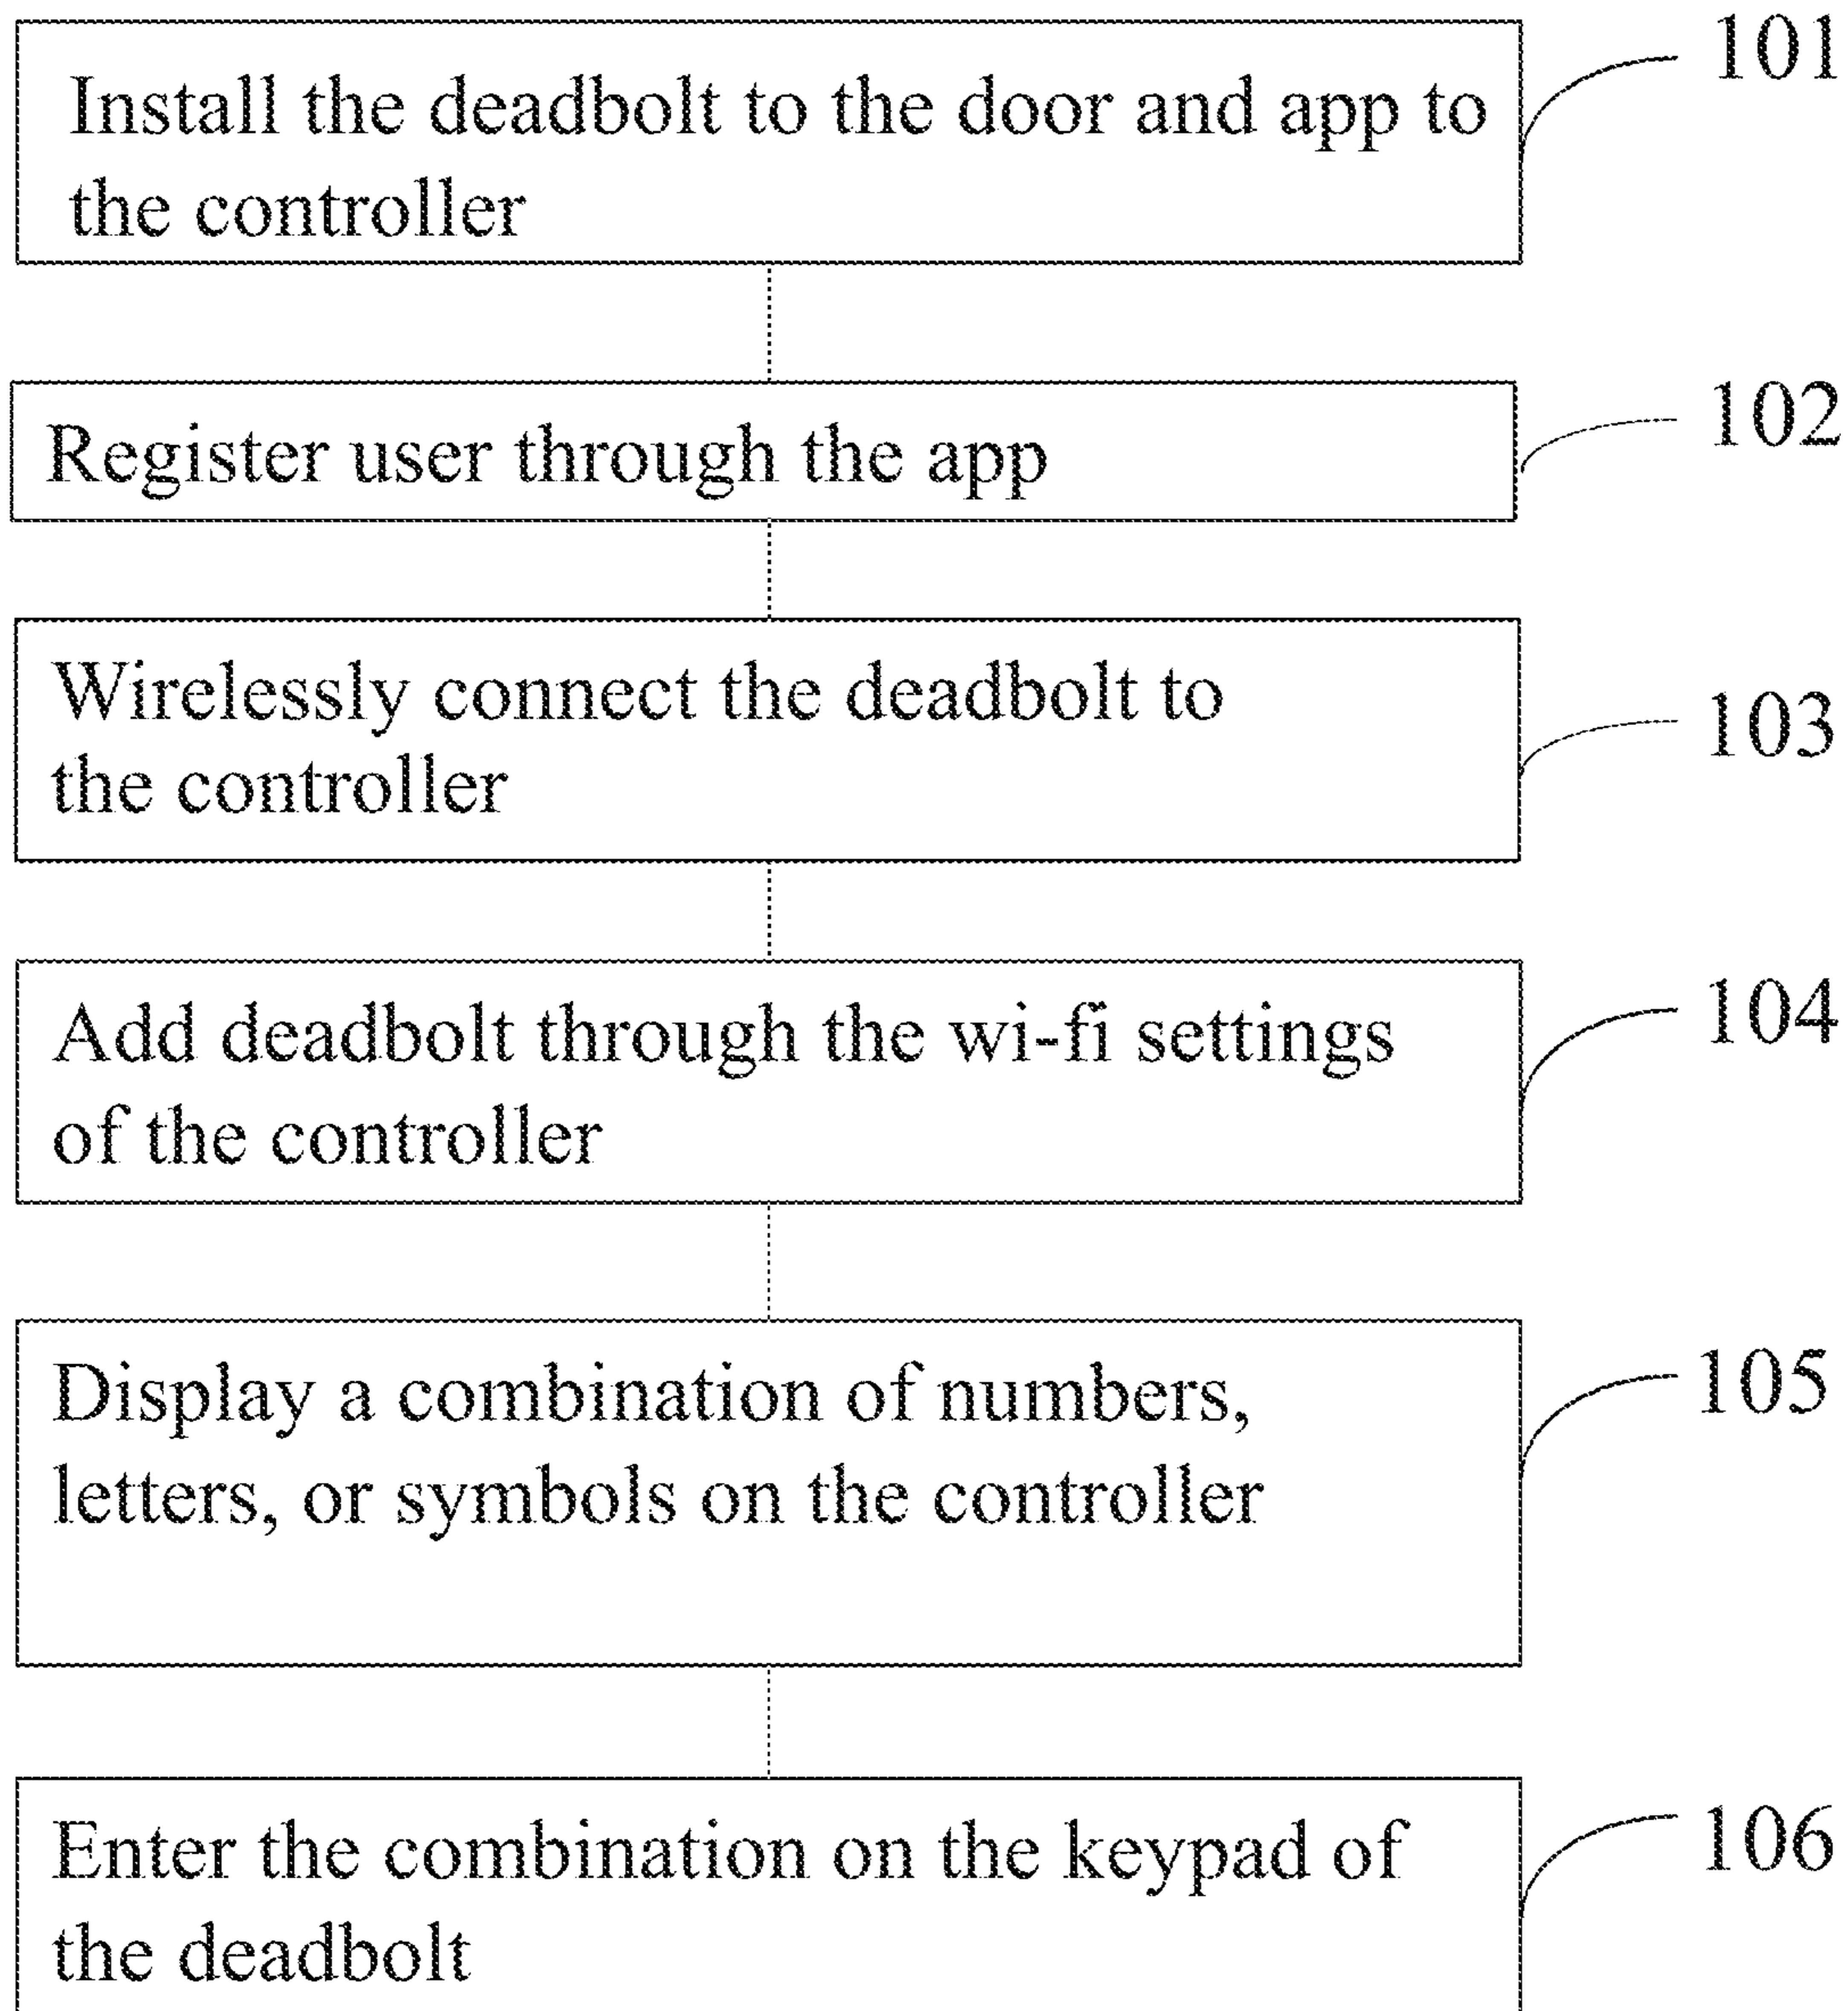 Install the deadbolt to the door and app to
the controller
101
Register user through the app
102
Wirelessly connect the deadbolt to
the controller
103
Add deadbolt through the wi-fi settings
of the controller
104
Display a combination of numbers,
letters, or symbols on the controller
105
Enter the combination on the keypad of
the deadbolt
106